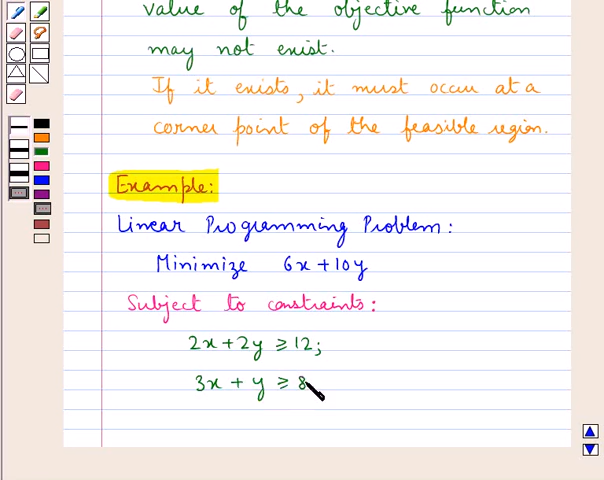 value of the objective function
may not exist.
If it exists, it must occur at a
corner point of the feasible region.
Example:
Linear Programming Problem:
Minimize 6x+10y
Subject to constraints:
2x+2y ≥ 12;
3x + y ≥ 8